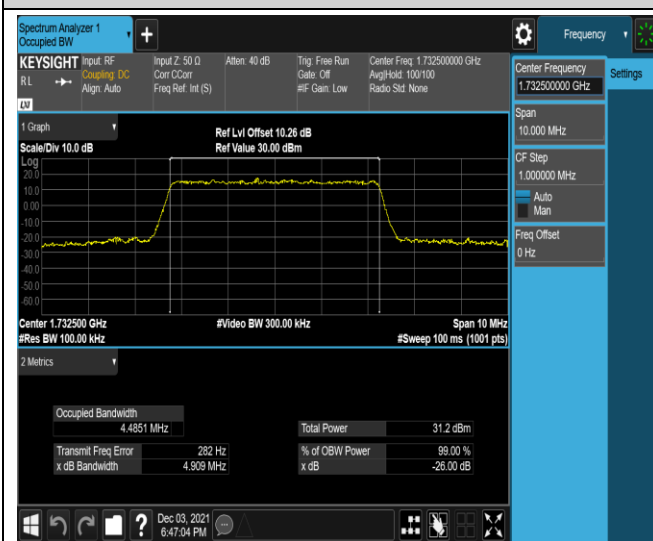 Spectrum Analyzer 1
Occupied BW
+
Frequency
KEYSIGHT
RL
Input: RF
Coupling: DC
Align: Auto
Input Z: 50 Ω
Corr CCorr
Freq Ref: Int (S)
Atten: 40 dB
Trig: Free Run
Gate: Off
#IF Gain: Low
Center Freq: 1.732500000 GHz
Avg|Hold: 100/100
Radio Std: None
Center Frequency
1.732500000 GHz
Settings
Span
10.000 MHz
CF Step
1.000000 MHz
Auto
Man
Freq Offset
0 Hz
1 Graph
Scale/Div 10.0 dB
Ref Lvl Offset 10.26 dB
Ref Value 30.00 dBm
Log
20.0
10.0
0.00
-10.0
-20.0
-30.0
-40.0
-50.0
-60.0
Center 1.732500 GHz
#Video BW 300.00 kHz
Span 10 MHz
#Res BW 100.00 kHz
#Sweep 100 ms (1001 pts)
2 Metrics
Occupied Bandwidth
4.4851 MHz
Total Power 31.2 dBm
Transmit Freq Error 282 Hz
% of OBW Power 99.00 %
x dB Bandwidth 4.909 MHz
x dB -26.00 dB
?
Dec 03, 2021
6:47:04 PM